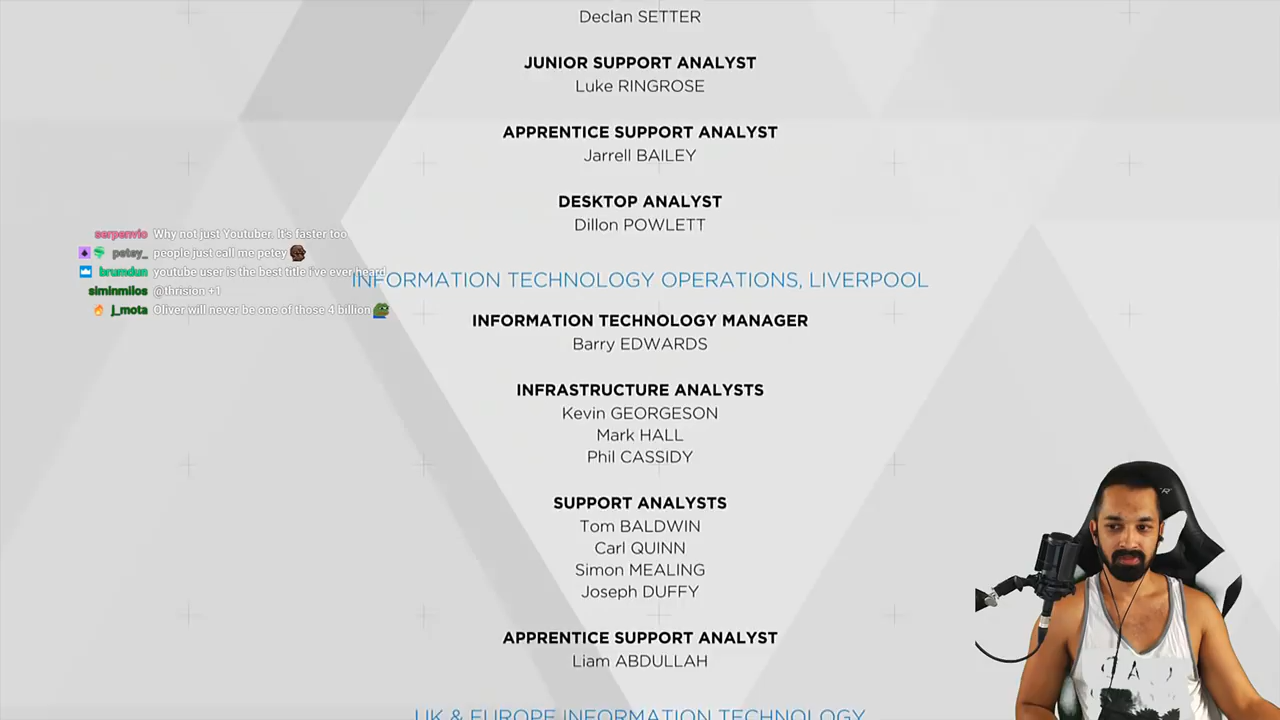 Declan SETTER
JUNIOR SUPPORT ANALYST
Luke RINGROSE
APPRENTICE SUPPORT ANALYST
Jarrell BAILEY
DESKTOP ANALYST
Dillon POWLETT
serpenvio Why not just Youtuber. It's faster too
petey_ people just call me petey
brumdun youtube user is the best title i've ever heard
siminmilos @thrision +1
j_mota Oliver will never be one of those 4 billion
INFORMATION TECHNOLOGY OPERATIONS, LIVERPOOL
INFORMATION TECHNOLOGY MANAGER
Barry EDWARDS
INFRASTRUCTURE ANALYSTS
Kevin GEORGESON
Mark HALL
Phil CASSIDY
SUPPORT ANALYSTS
Tom BALDWIN
Carl QUINN
Simon MEALING
Joseph DUFFY
APPRENTICE SUPPORT ANALYST
Liam ABDULLAH
UK & EUROPE INFORMATION TECHNOLOGY